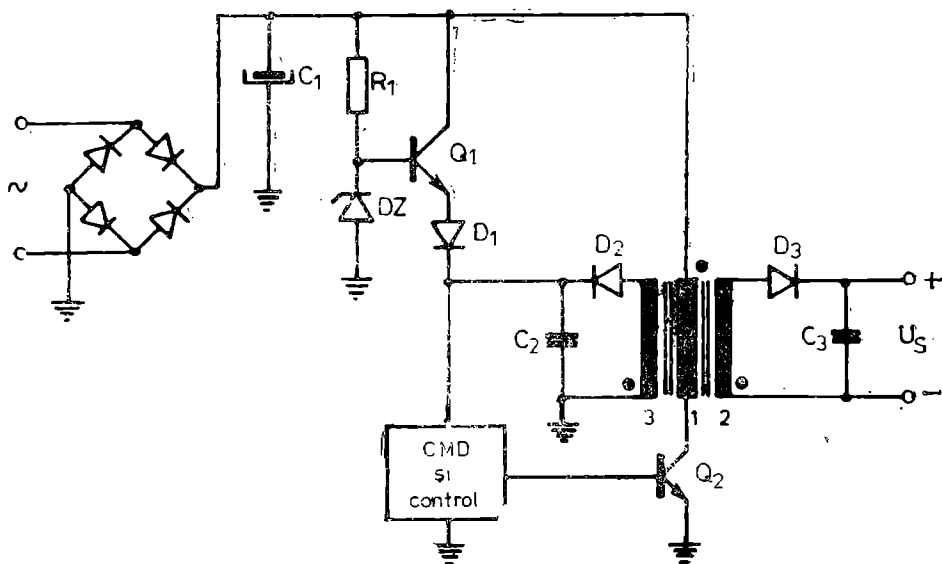 C1
R1
Q1
DZ
D1
D2
D3
C2
C3
US
+
-
~
3
1
2
CMD
și
control
Q2